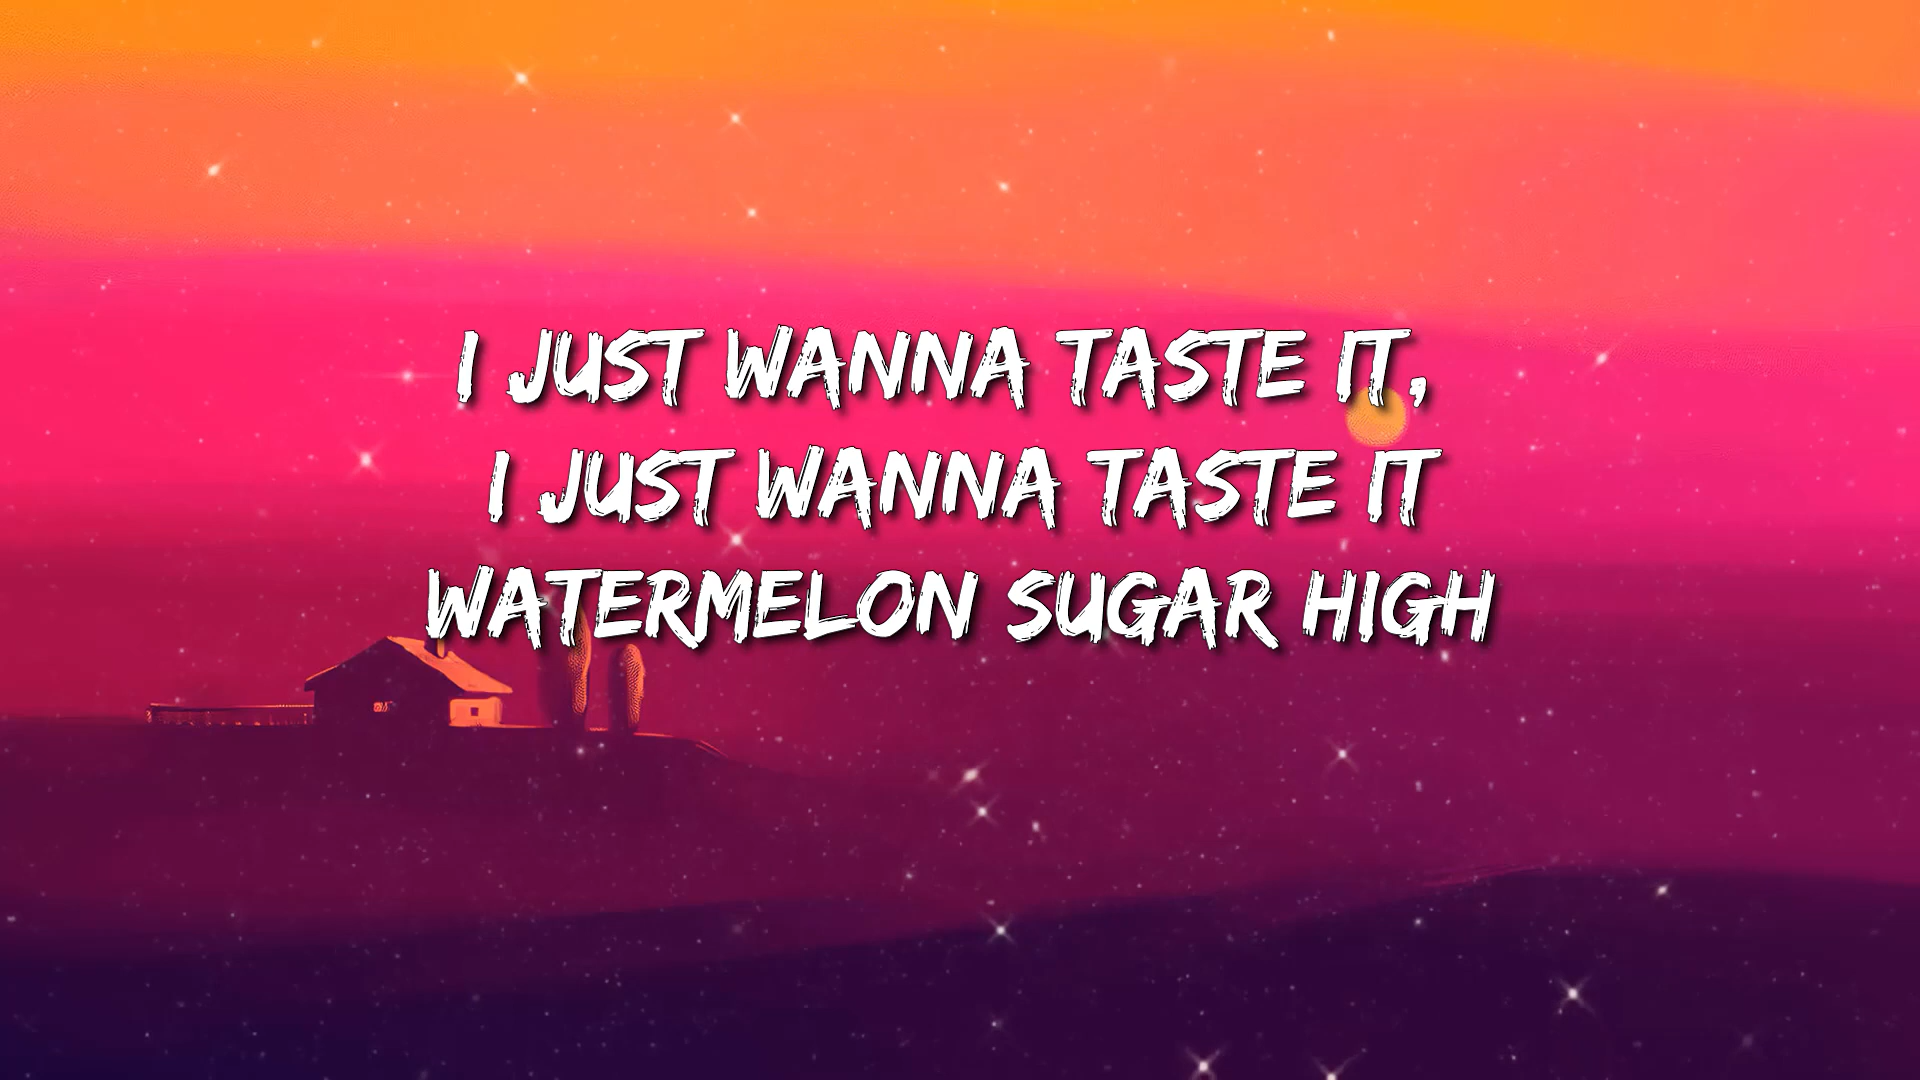 I JUST WANNA TASTE IT,
I JUST WANNA TASTE IT
WATERMELON SUGAR HIGH